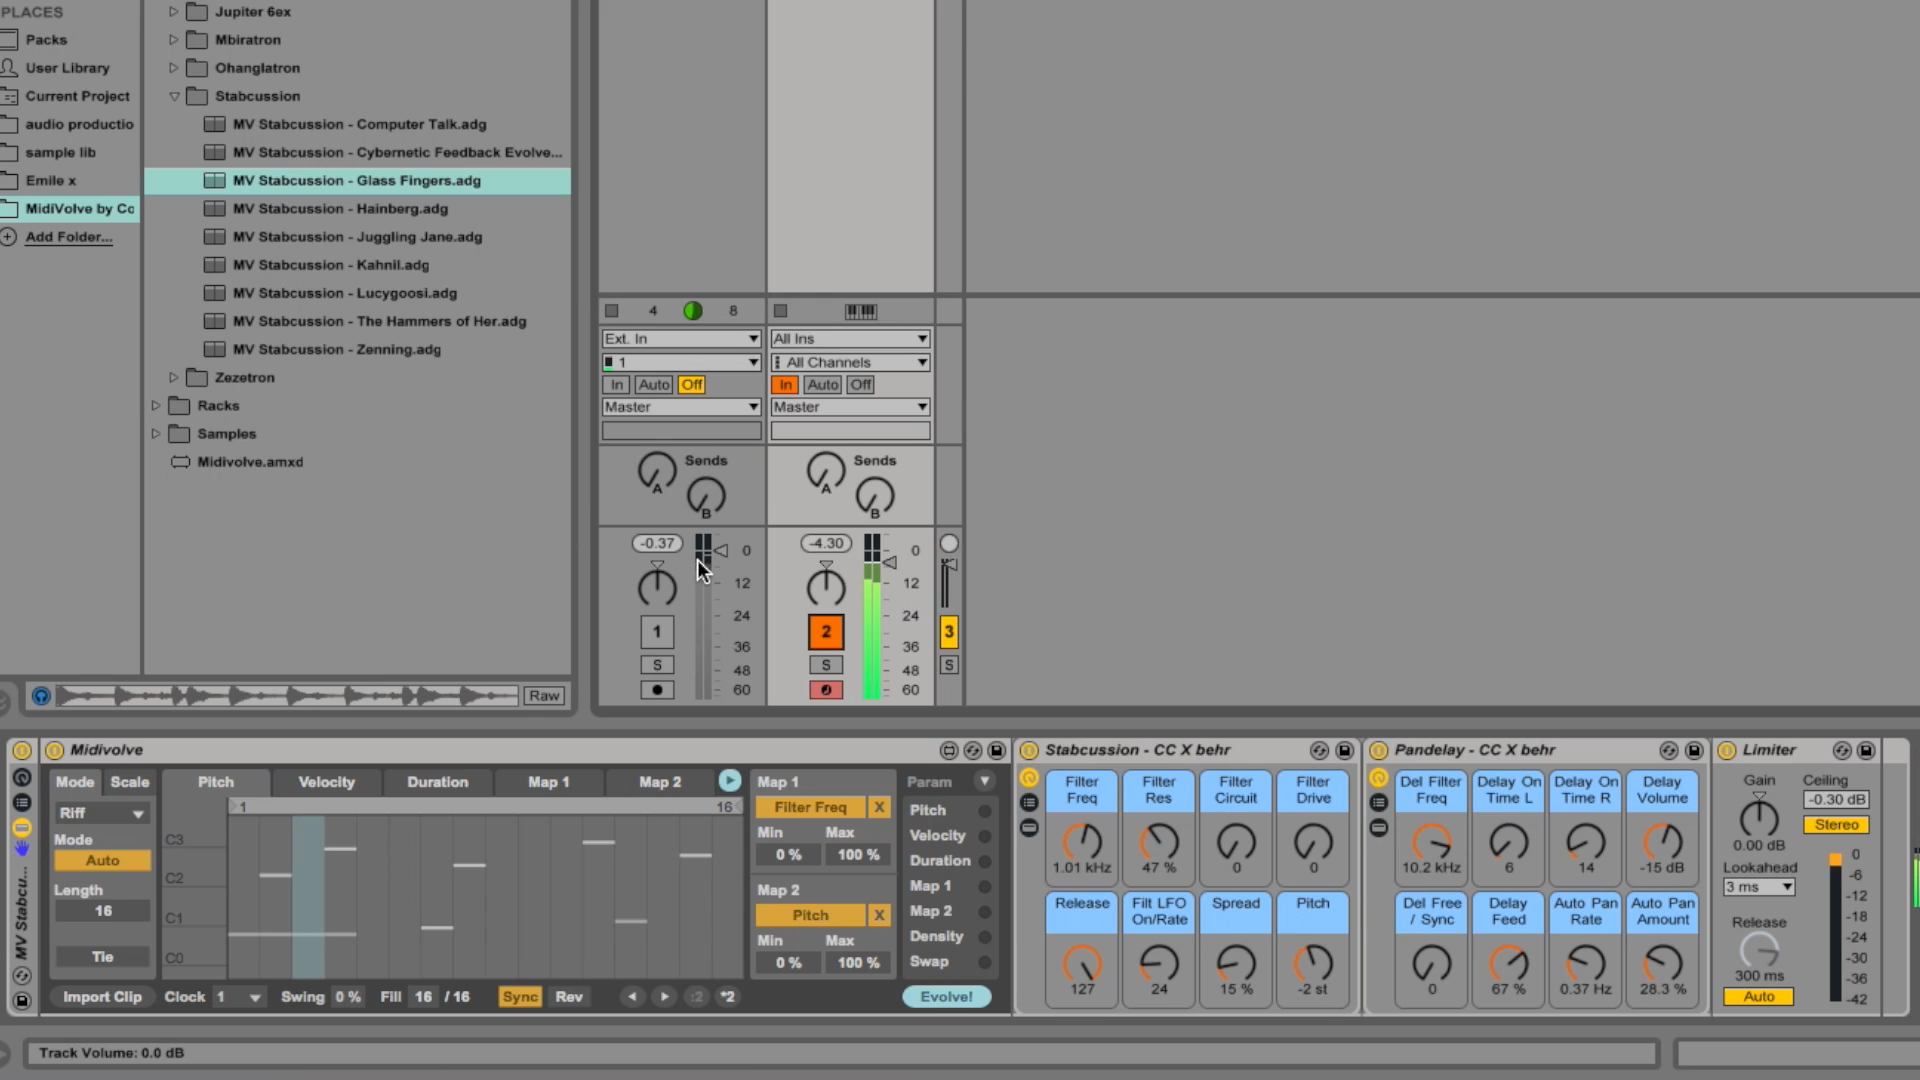 PLACES
Packs
User Library
Current Project
audio productio
sample lib
Emile x
MidiVolve by Co
Add Folder...
Jupiter 6ex
Mbiratron
Ohanglatron
Stabcussion
MV Stabcussion - Computer Talk.adg
MV Stabcussion - Cybernetic Feedback Evolve...
MV Stabcussion - Glass Fingers.adg
MV Stabcussion - Hainberg.adg
MV Stabcussion - Juggling Jane.adg
MV Stabcussion - Kahnil.adg
MV Stabcussion - Lucygoosi.adg
MV Stabcussion - The Hammers of Her.adg
MV Stabcussion - Zenning.adg
Zezetron
Racks
Samples
Midivolve.amxd
Raw
4 8
Ext. In
1
In Auto Off
Master
Sends
A
B
-0.37
0
12
24
36
48
60
1
S
All Ins
All Channels
In Auto Off
Master
Sends
A
B
-4.30
0
12
24
36
48
60
2
S
3
S
Midivolve
Mode Scale
Riff
Mode
Auto
Length
16
Tie
Pitch Velocity Duration Map 1 Map 2
1 16
C3
C2
C1
C0
Import Clip Clock 1 Swing 0 % Fill 16 / 16 Sync Rev :2 *2
Map 1
Filter Freq X
Min Max
0 % 100 %
Map 2
Pitch X
Min Max
0 % 100 %
Param
Pitch
Velocity
Duration
Map 1
Map 2
Density
Swap
Evolve!
Stabcussion - CC X behr
Filter Freq
1.01 kHz
Filter Res
47 %
Filter Circuit
0
Filter Drive
0
Release
127
Filt LFO On/Rate
24
Spread
15 %
Pitch
-2 st
Pandelay - CC X behr
Del Filter Freq
10.2 kHz
Delay On Time L
6
Delay On Time R
14
Delay Volume
-15 dB
Del Free / Sync
0
Delay Feed
67 %
Auto Pan Rate
0.37 Hz
Auto Pan Amount
28.3 %
Limiter
Gain
0.00 dB
Lookahead
3 ms
Release
300 ms
Auto
Ceiling
-0.30 dB
Stereo
0
-6
-12
-18
-24
-30
-36
-42
MV Stabcu...
Track Volume: 0.0 dB